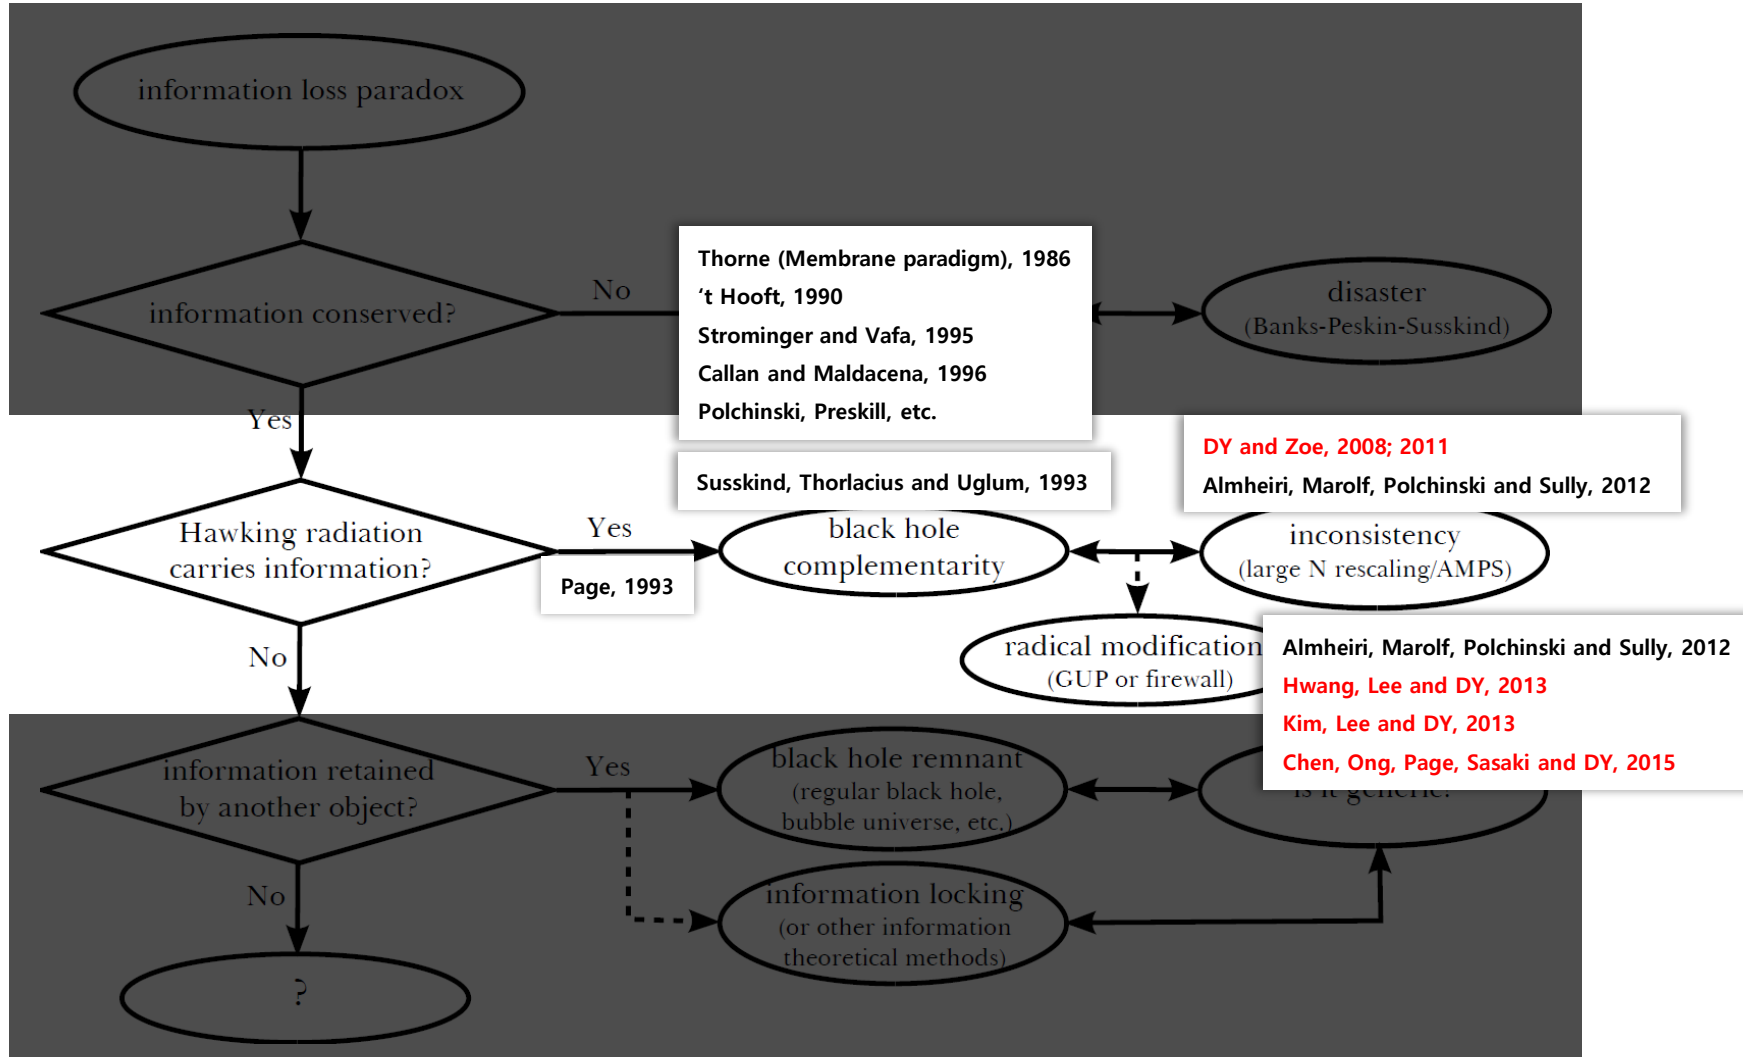 information loss paradox
Thorne (Membrane paradigm), 1986
‘t Hooft, 1990
Strominger and Vafa, 1995
Callan and Maldacena, 1996
Polchinski, Preskill, etc.
information conserved?
No
disaster
(Banks-Peskin-Susskind)
Yes
Susskind, Thorlacius and Uglum, 1993
DY and Zoe, 2008; 2011
Almheiri, Marolf, Polchinski and Sully, 2012
Hawking radiation
carries information?
Yes
Page, 1993
black hole
complementarity
inconsistency
(large N rescaling/AMPS)
No
radical modification
(GUP or firewall)
Almheiri, Marolf, Polchinski and Sully, 2012
Hwang, Lee and DY, 2013
Kim, Lee and DY, 2013
Chen, Ong, Page, Sasaki and DY, 2015
information retained
by another object?
Yes
black hole remnant
(regular black hole,
bubble universe, etc.)
is it generic?
No
information locking
(or other information
theoretical methods)
?